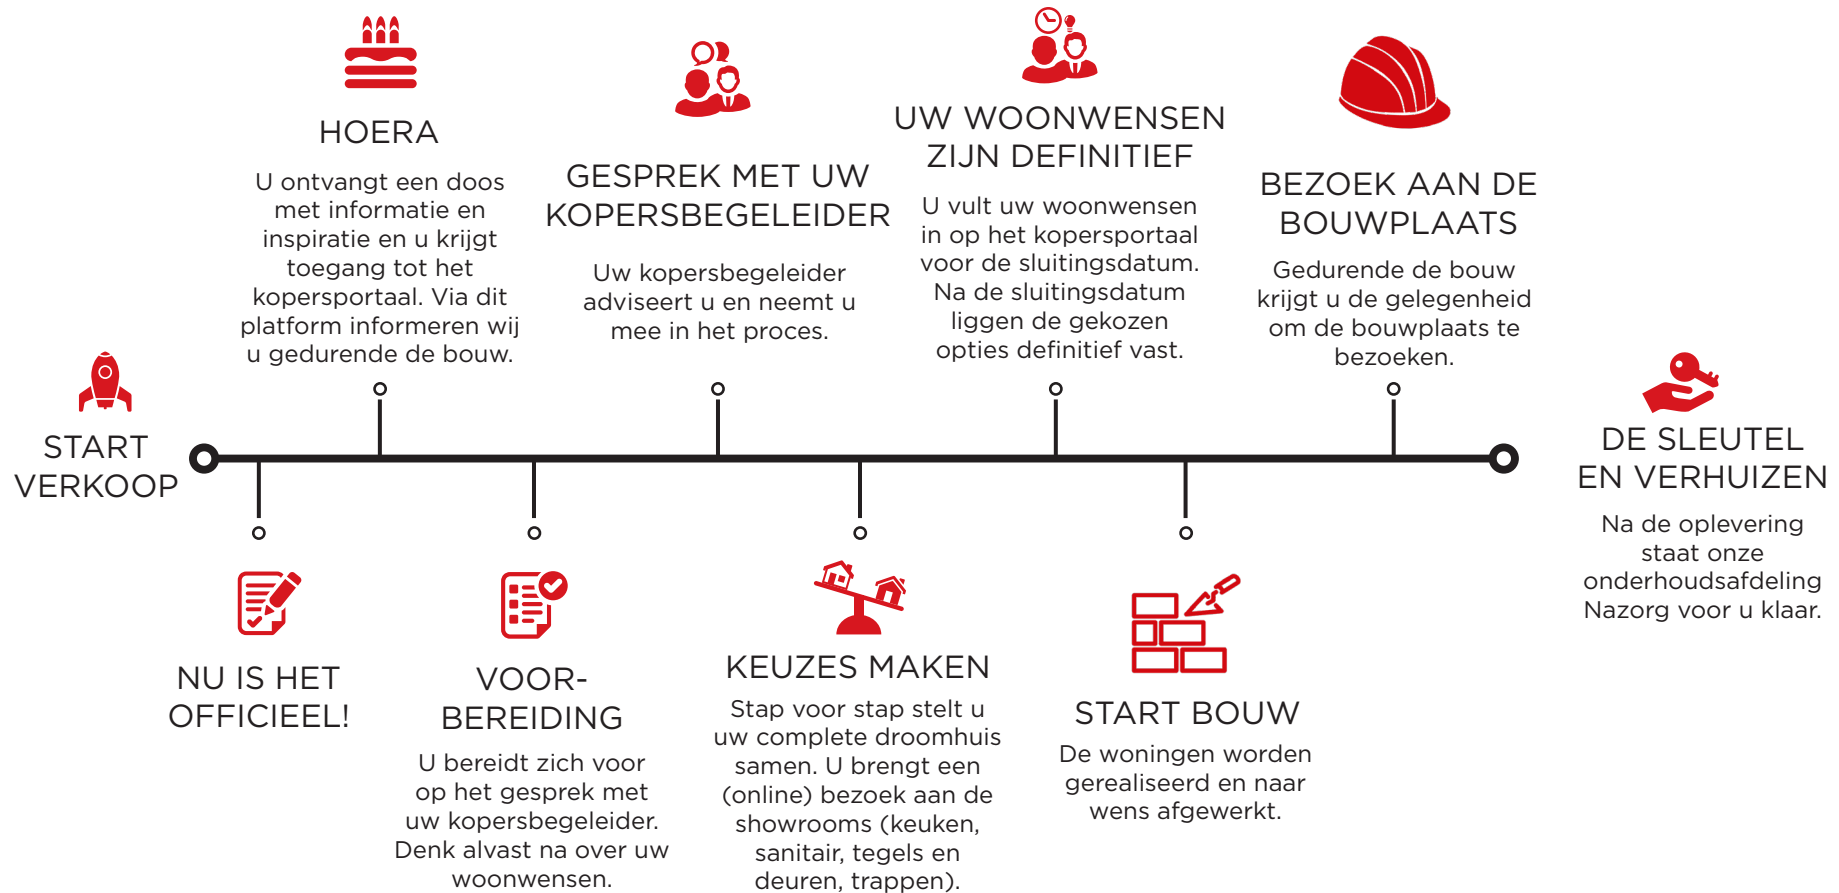 START
VERKOOP
NU IS HET
OFFICIEEL!
HOERA
U ontvangt een doos
met informatie en
inspiratie en u krijgt
toegang tot het
kopersportaal. Via dit
platform informeren wij
u gedurende de bouw.
VOOR-
BEREIDING
U bereidt zich voor
op het gesprek met
uw kopersbegeleider.
Denk alvast na over uw
woonwensen.
GESPREK MET UW
KOPERSBEGELEIDER
Uw kopersbegeleider
adviseert u en neemt u
mee in het proces.
KEUZES MAKEN
Stap voor stap stelt u
uw complete droomhuis
samen. U brengt een
(online) bezoek aan de
showrooms (keuken,
sanitair, tegels en
deuren, trappen).
UW WOONWENSEN
ZIJN DEFINITIEF
U vult uw woonwensen
in op het kopersportaal
voor de sluitingsdatum.
Na de sluitingsdatum
liggen de gekozen
opties definitief vast.
START BOUW
De woningen worden
gerealiseerd en naar
wens afgewerkt.
BEZOEK AAN DE
BOUWPLAATS
Gedurende de bouw
krijgt u de gelegenheid
om de bouwplaats te
bezoeken.
DE SLEUTEL
EN VERHUIZEN
Na de oplevering
staat onze
onderhoudsafdeling
Nazorg voor u klaar.